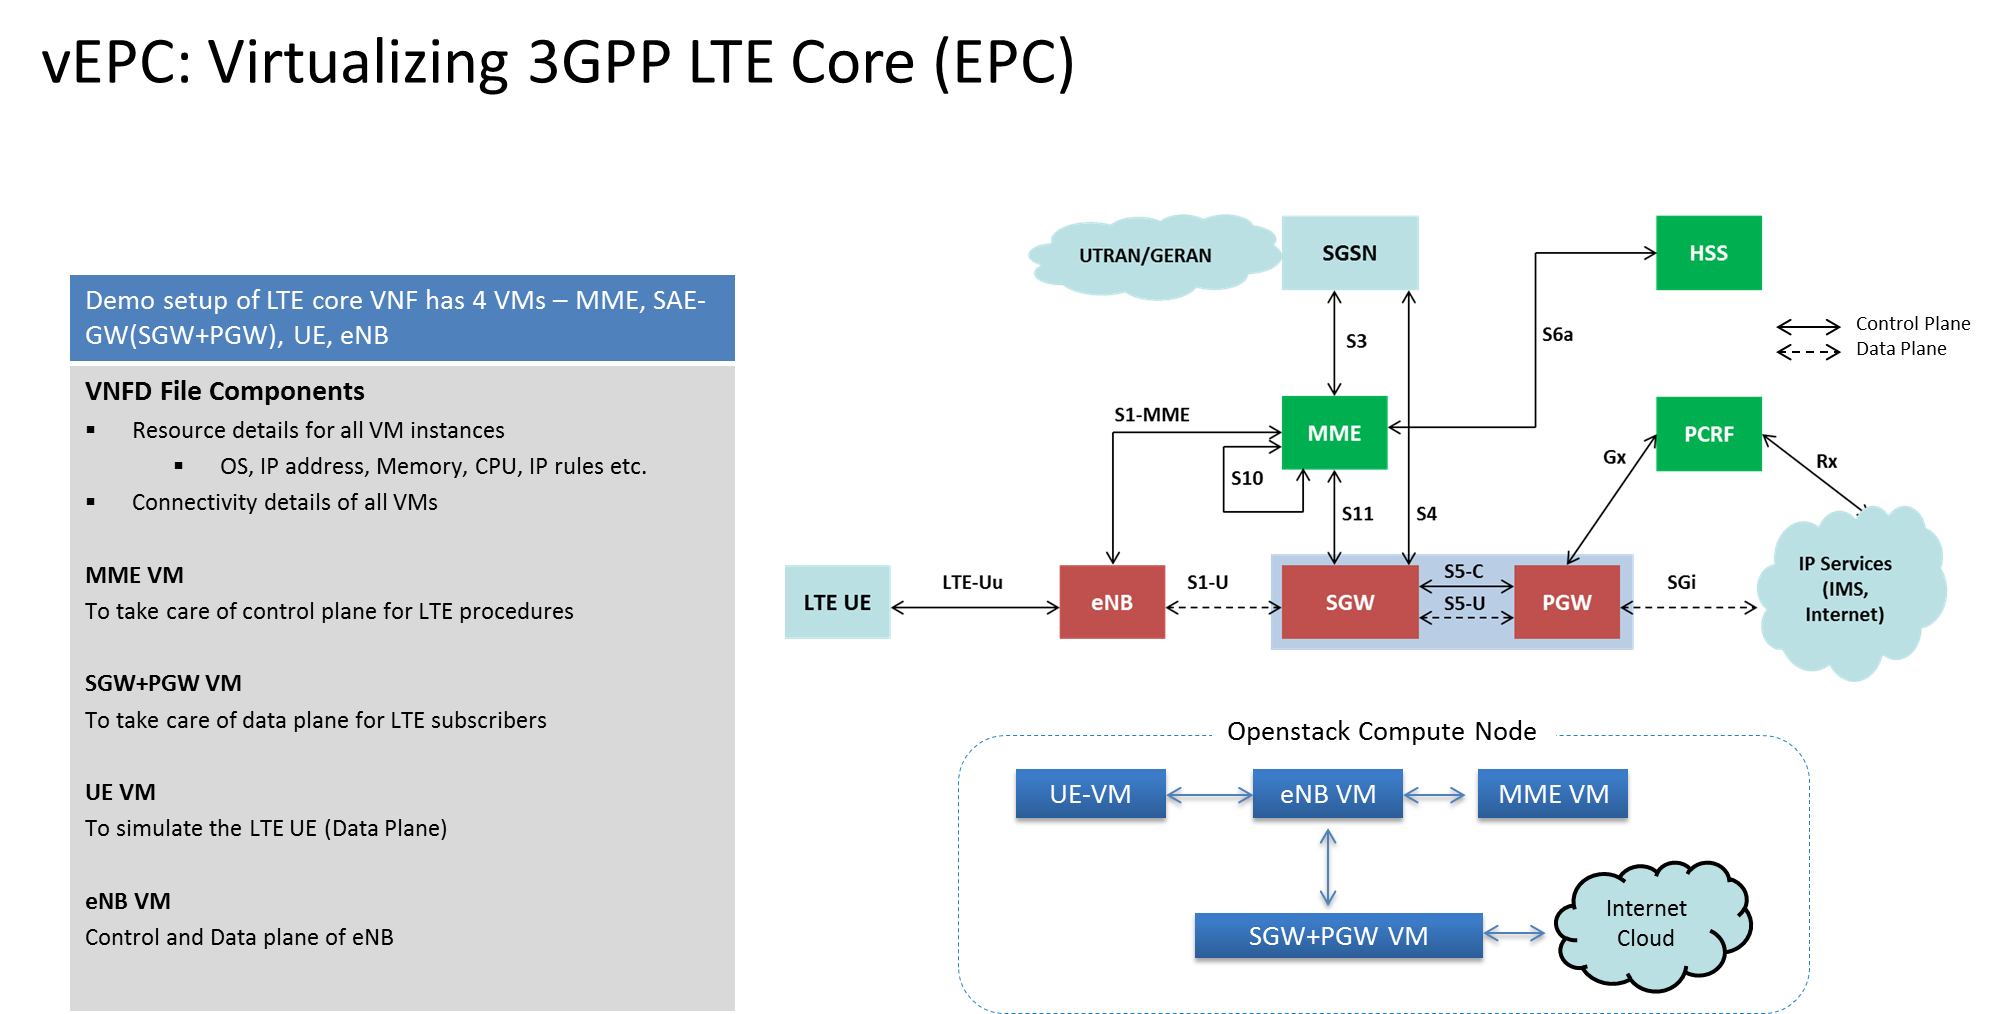 vEPC: Virtualizing 3GPP LTE Core (EPC)
Demo setup of LTE core VNF has 4 VMs – MME, SAE-
GW(SGW+PGW), UE, eNB
VNFD File Components
Resource details for all VM instances
OS, IP address, Memory, CPU, IP rules etc.
Connectivity details of all VMs
MME VM
To take care of control plane for LTE procedures
SGW+PGW VM
To take care of data plane for LTE subscribers
UE VM
To simulate the LTE UE (Data Plane)
eNB VM
Control and Data plane of eNB
UTRAN/GERAN
SGSN
HSS
Control Plane
Data Plane
S3
S6a
S1-MME
MME
PCRF
S10
Gx
Rx
S11
S4
LTE UE
LTE-Uu
eNB
S1-U
SGW
S5-C
S5-U
PGW
SGi
IP Services
(IMS,
Internet)
Openstack Compute Node
UE-VM
eNB VM
MME VM
SGW+PGW VM
Internet
Cloud